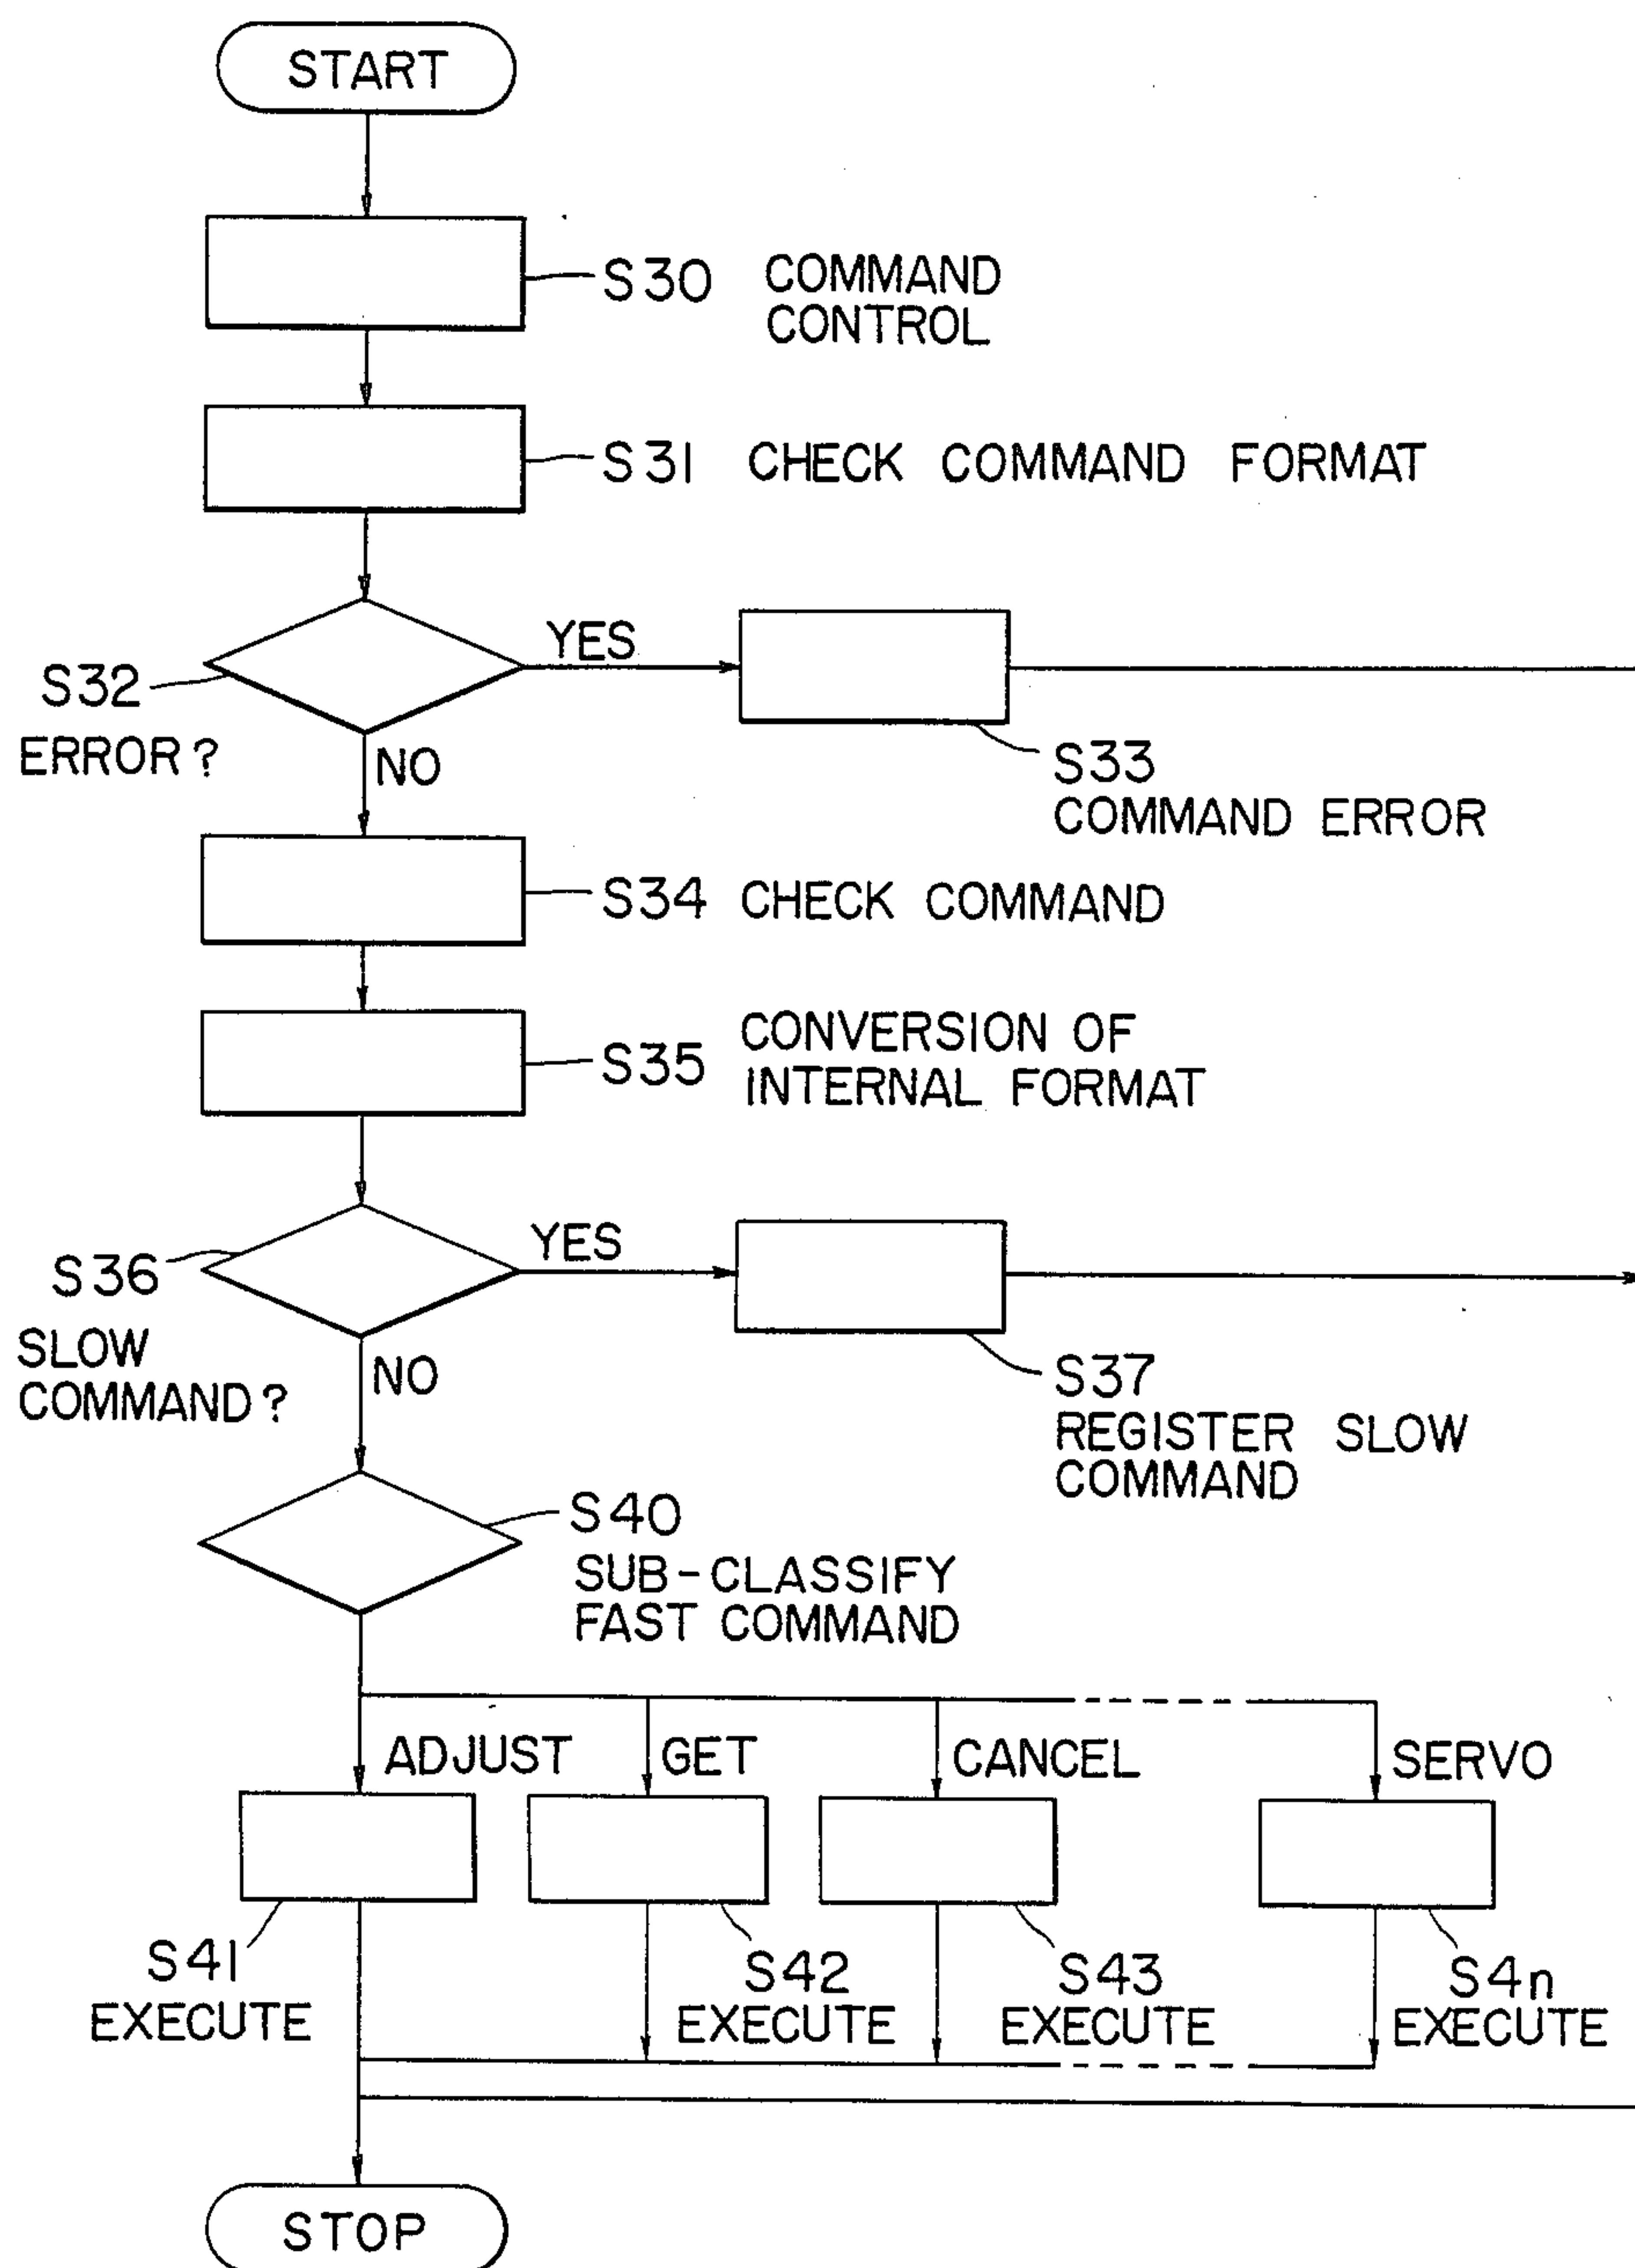 START
S30 COMMAND
CONTROL
S31 CHECK COMMAND FORMAT
YES
S32
ERROR?
NO
S33
COMMAND ERROR
S34 CHECK COMMAND
S35 CONVERSION OF
INTERNAL FORMAT
YES
S36
SLOW
COMMAND?
NO
S37
REGISTER SLOW
COMMAND
S40
SUB-CLASSIFY
FAST COMMAND
ADJUST GET CANCEL SERVO
S41 S42 S43 S4n
EXECUTE EXECUTE EXECUTE EXECUTE
STOP